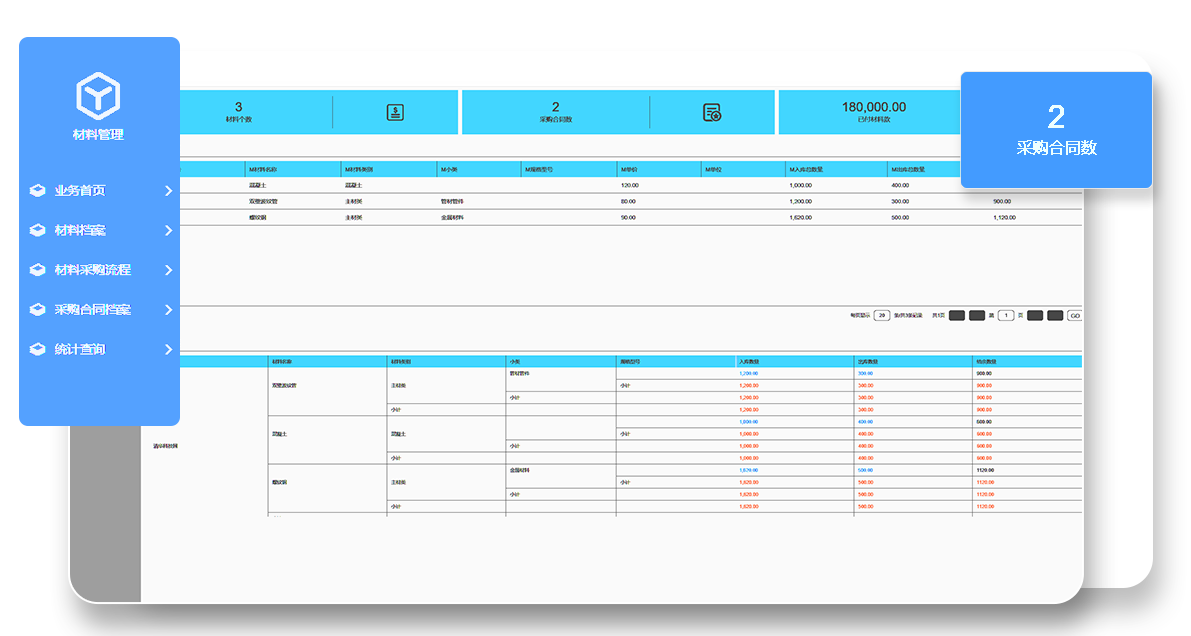 材料管理
业务首页
材料档案
材料采购流程
采购合同档案
统计查询
3
材料个数
2
采购合同数
180,000.00
已付材料款
2
采购合同数
M材料名称 M材料类别 M小类 M规格型号 M单价 M单位 M入库总数量 M出库总数量
混凝土 混凝土 120.00 1,000.00 400.00
双壁波纹管 主材类 管材管件 80.00 1,200.00 300.00 900.00
螺纹钢 主材类 金属材料 90.00 1,620.00 500.00 1,120.00
每页显示 20 条/共3条记录 共1页 第 1 页 GO
材料名称 材料类别 小类 规格型号 入库数量 出库数量 结余数量
管材管件 1,200.00 300.00 900.00
双壁波纹管 主材类 小计 1,200.00 300.00 900.00
小计 1,200.00 300.00 900.00
小计 1,200.00 300.00 900.00
1,000.00 400.00 600.00
混凝土 混凝土 小计 1,000.00 400.00 600.00
小计 1,000.00 400.00 600.00
小计 1,000.00 400.00 600.00
金属材料 1,620.00 500.00 1120.00
螺纹钢 主材类 小计 1,620.00 500.00 1120.00
小计 1,620.00 500.00 1120.00
小计 1,620.00 500.00 1120.00